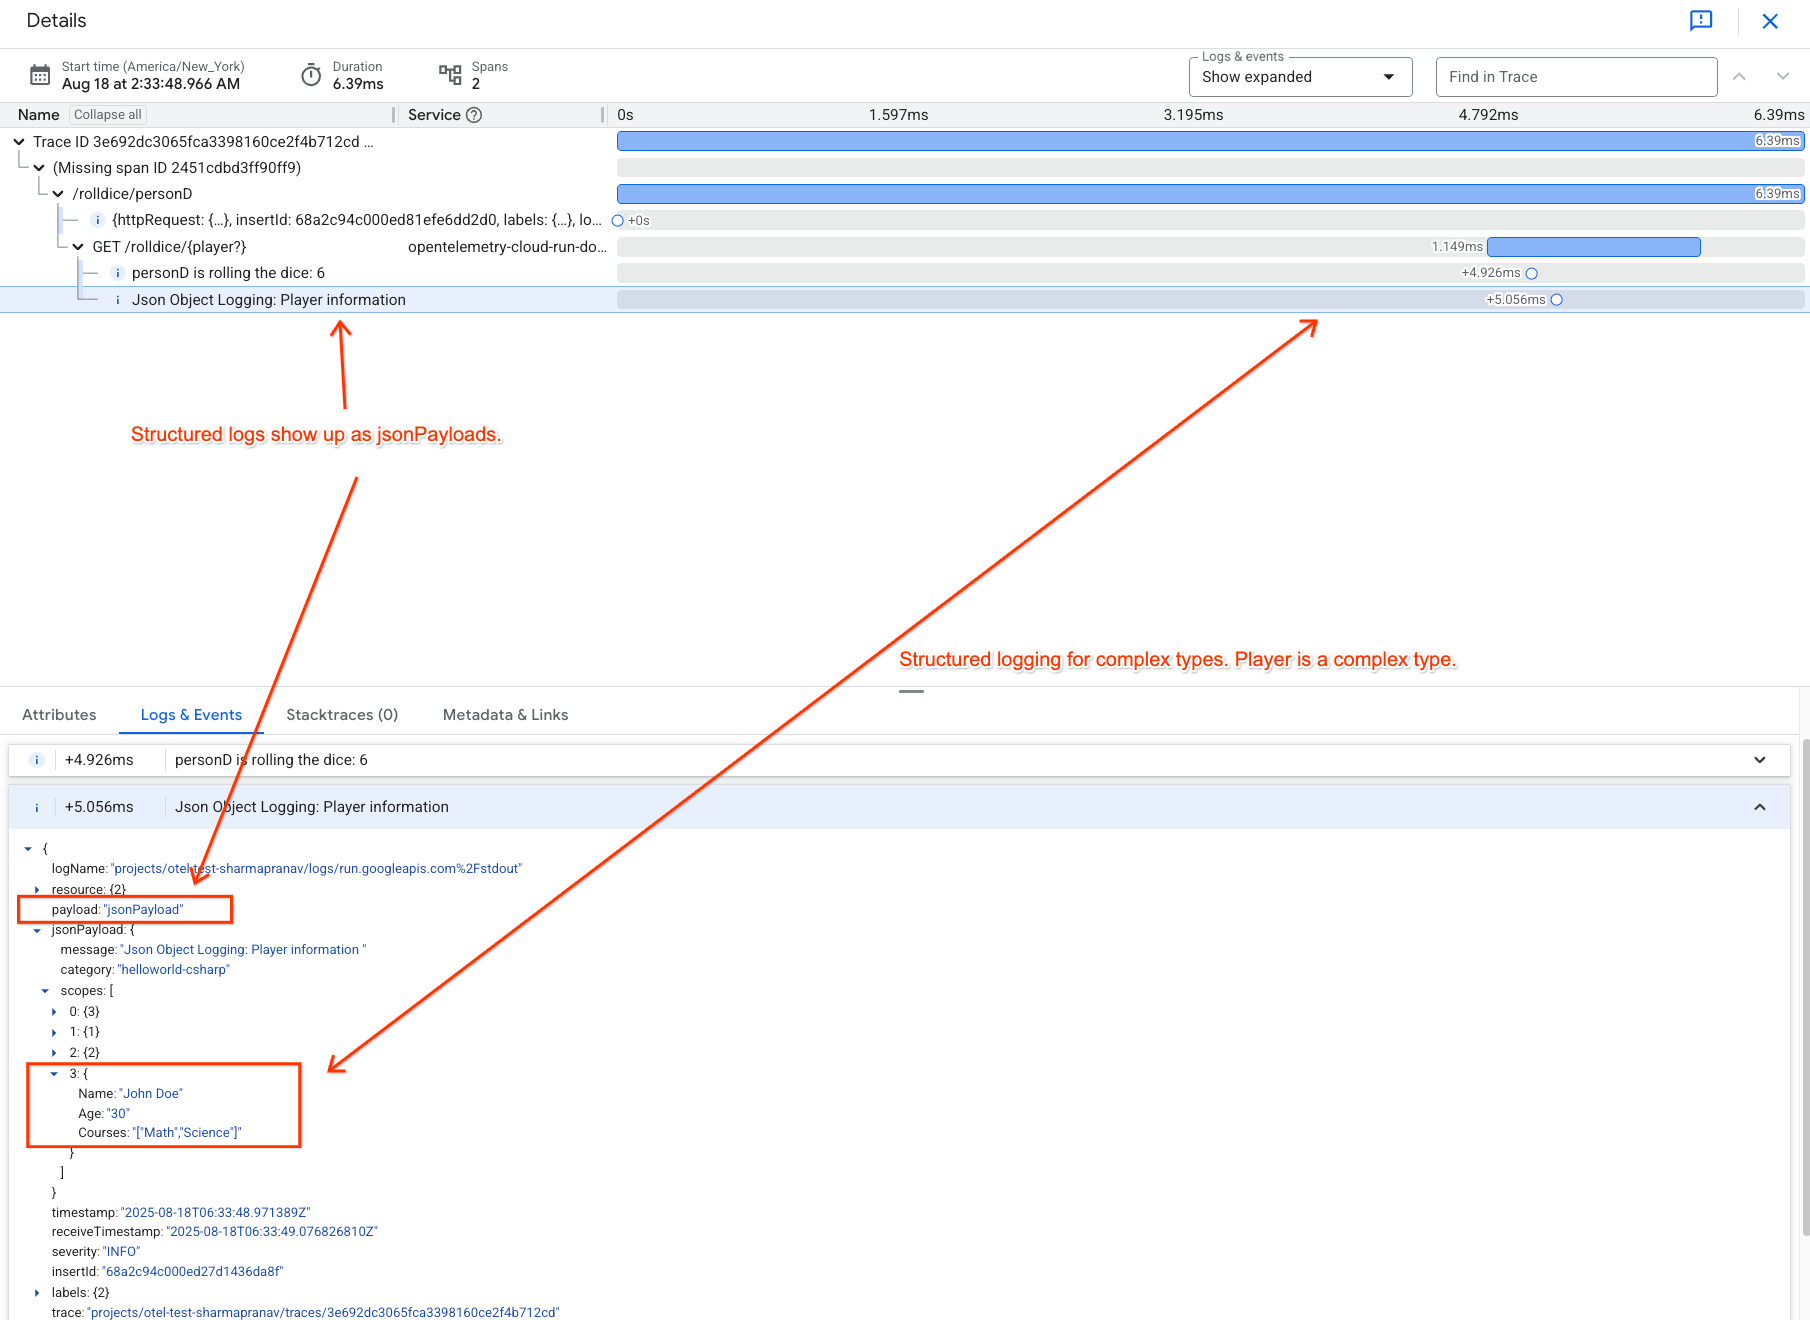 Details
Start time (America/New_York)
Aug 18 at 2:33:48.966 AM
Duration
6.39ms
Spans
2
Logs & events
Show expanded
Find in Trace
Name Collapse all Service 0s 1.597ms 3.195ms 4.792ms 6.39ms
Trace ID 3e692dc3065fca3398160ce2f4b712cd ... 6.39ms
(Missing span ID 2451cdbd3ff90ff9)
/rolldice/personD 6.39ms
{httpRequest: {...}, insertId: 68a2c94c000ed81efe6dd2d0, labels: {...}, lo... +0s
GET /rolldice/{player?} opentelemetry-cloud-run-do... 1.149ms
personD is rolling the dice: 6 +4.926ms
Json Object Logging: Player information +5.056ms
Structured logs show up as jsonPayloads.
Structured logging for complex types. Player is a complex type.
Attributes Logs & Events Stacktraces (0) Metadata & Links
+4.926ms personD is rolling the dice: 6
+5.056ms Json Object Logging: Player information
{
logName: "projects/otel-test-sharmapranav/logs/run.googleapis.com%2Fstdout"
resource: {2}
payload: "jsonPayload"
jsonPayload: {
message: "Json Object Logging: Player information "
category: "helloworld-csharp"
scopes: [
0: {3}
1: {1}
2: {2}
3: {
Name: "John Doe"
Age: "30"
Courses: "["Math","Science"]"
}
]
}
timestamp: "2025-08-18T06:33:48.971389Z"
receiveTimestamp: "2025-08-18T06:33:49.076826810Z"
severity: "INFO"
insertId: "68a2c94c000ed27d1436da8f"
labels: {2}
trace: "projects/otel-test-sharmapranav/traces/3e692dc3065fca3398160ce2f4b712cd"